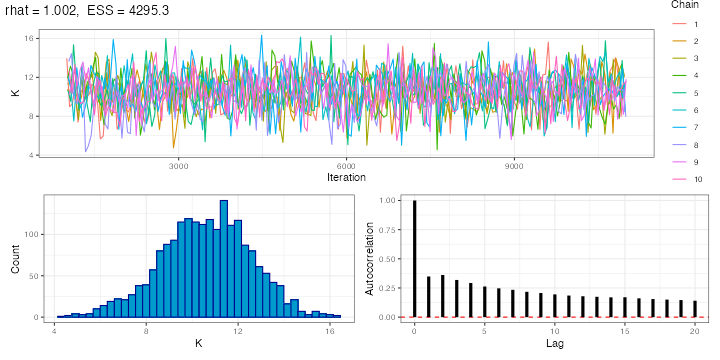 rhat = 1.002,  ESS = 4295.3
Chain
1
2
3
4
5
6
7
8
9
10
K
16
12
8
4
3000 6000 9000
Iteration
Count
100
50
0
4 8 12 16
K
Autocorrelation
1.00
0.75
0.50
0.25
0.00
0 5 10 15 20
Lag